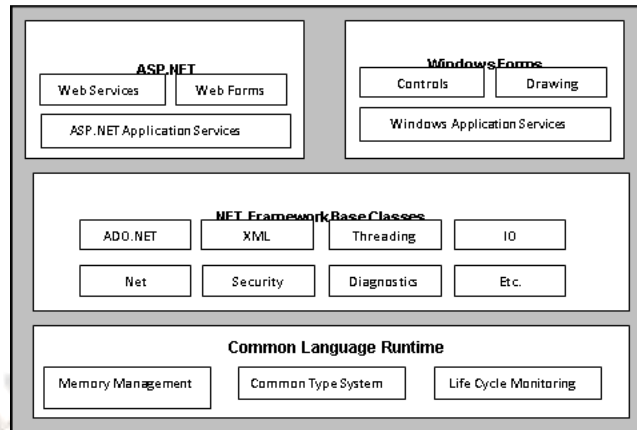 ASP.NET
Windows Forms
Web Services
Web Forms
Controls
Drawing
ASP.NET Application Services
Windows Application Services
.NET Framework Base Classes
ADO.NET
XML
Threading
IO
Net
Security
Diagnostics
Etc.
Common Language Runtime
Memory Management
Common Type System
Life Cycle Monitoring